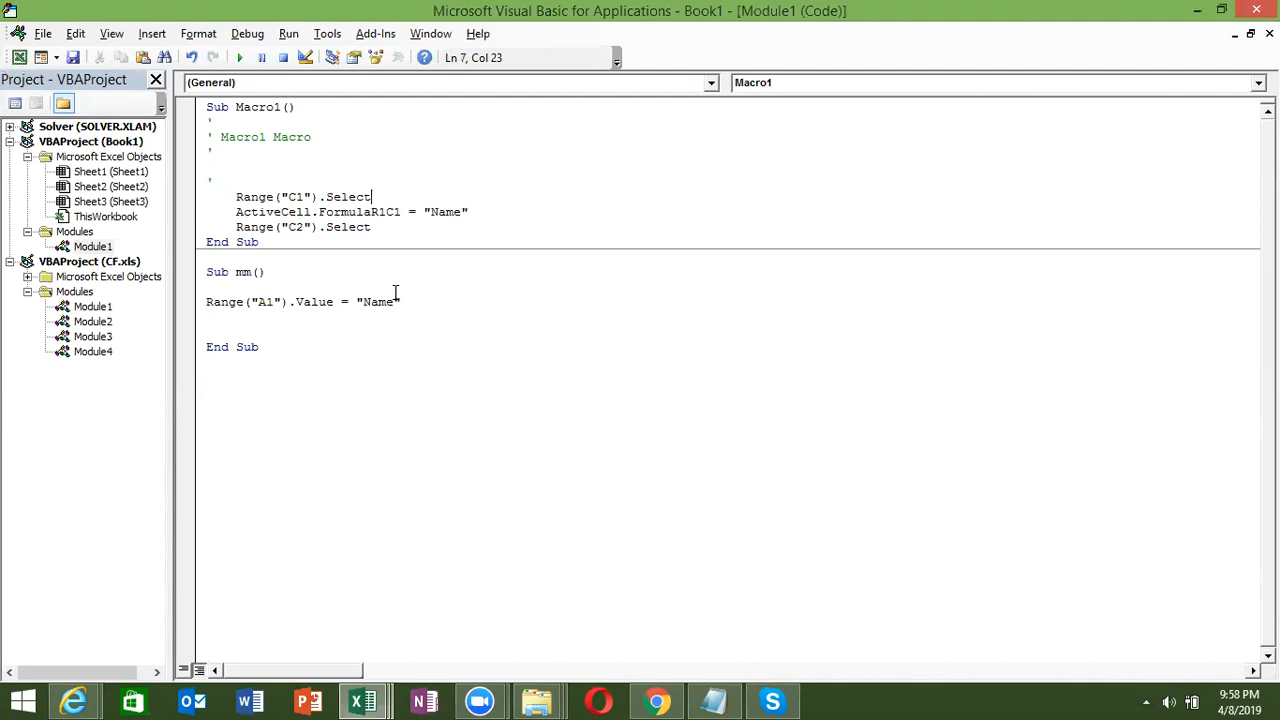 Microsoft Visual Basic for Applications - Book1 - [Module1 (Code)]
File Edit View Insert Format Debug Run Tools Add-Ins Window Help
Ln 7, Col 23
Project - VBAProject
(General) Macro1
Solver (SOLVER.XLAM)
VBAProject (Book1)
Microsoft Excel Objects
Sheet1 (Sheet1)
Sheet2 (Sheet2)
Sheet3 (Sheet3)
ThisWorkbook
Modules
Module1
VBAProject (CF.xls)
Microsoft Excel Objects
Modules
Module1
Module2
Module3
Module4
Sub Macro1()
'
' Macro1 Macro
'
'
Range("C1").Select
ActiveCell.FormulaR1C1 = "Name"
Range("C2").Select
End Sub
Sub mm()
Range("A1").Value = "Name"
End Sub
9:58 PM
4/8/2019